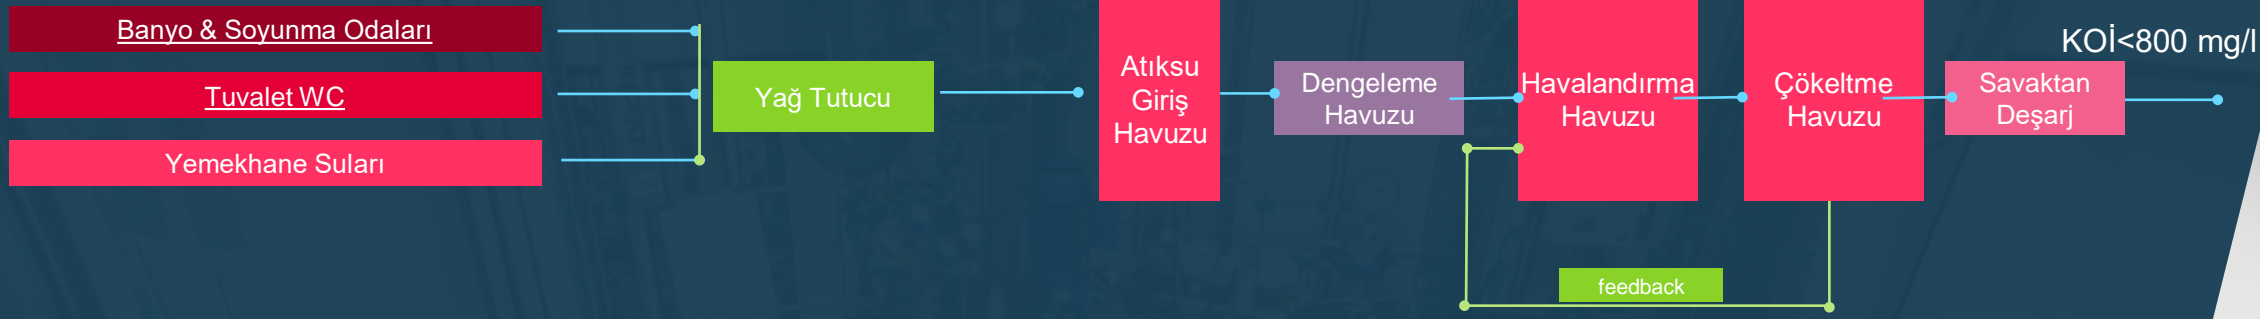 Banyo & Soyunma Odaları
Tuvalet WC
Yemekhane Suları
Yağ Tutucu
Atıksu
Giriş
Havuzu
Dengeleme
Havuzu
Havalandırma
Havuzu
Çökeltme
Havuzu
Savaktan
Deşarj
KOİ<800 mg/l
feedback